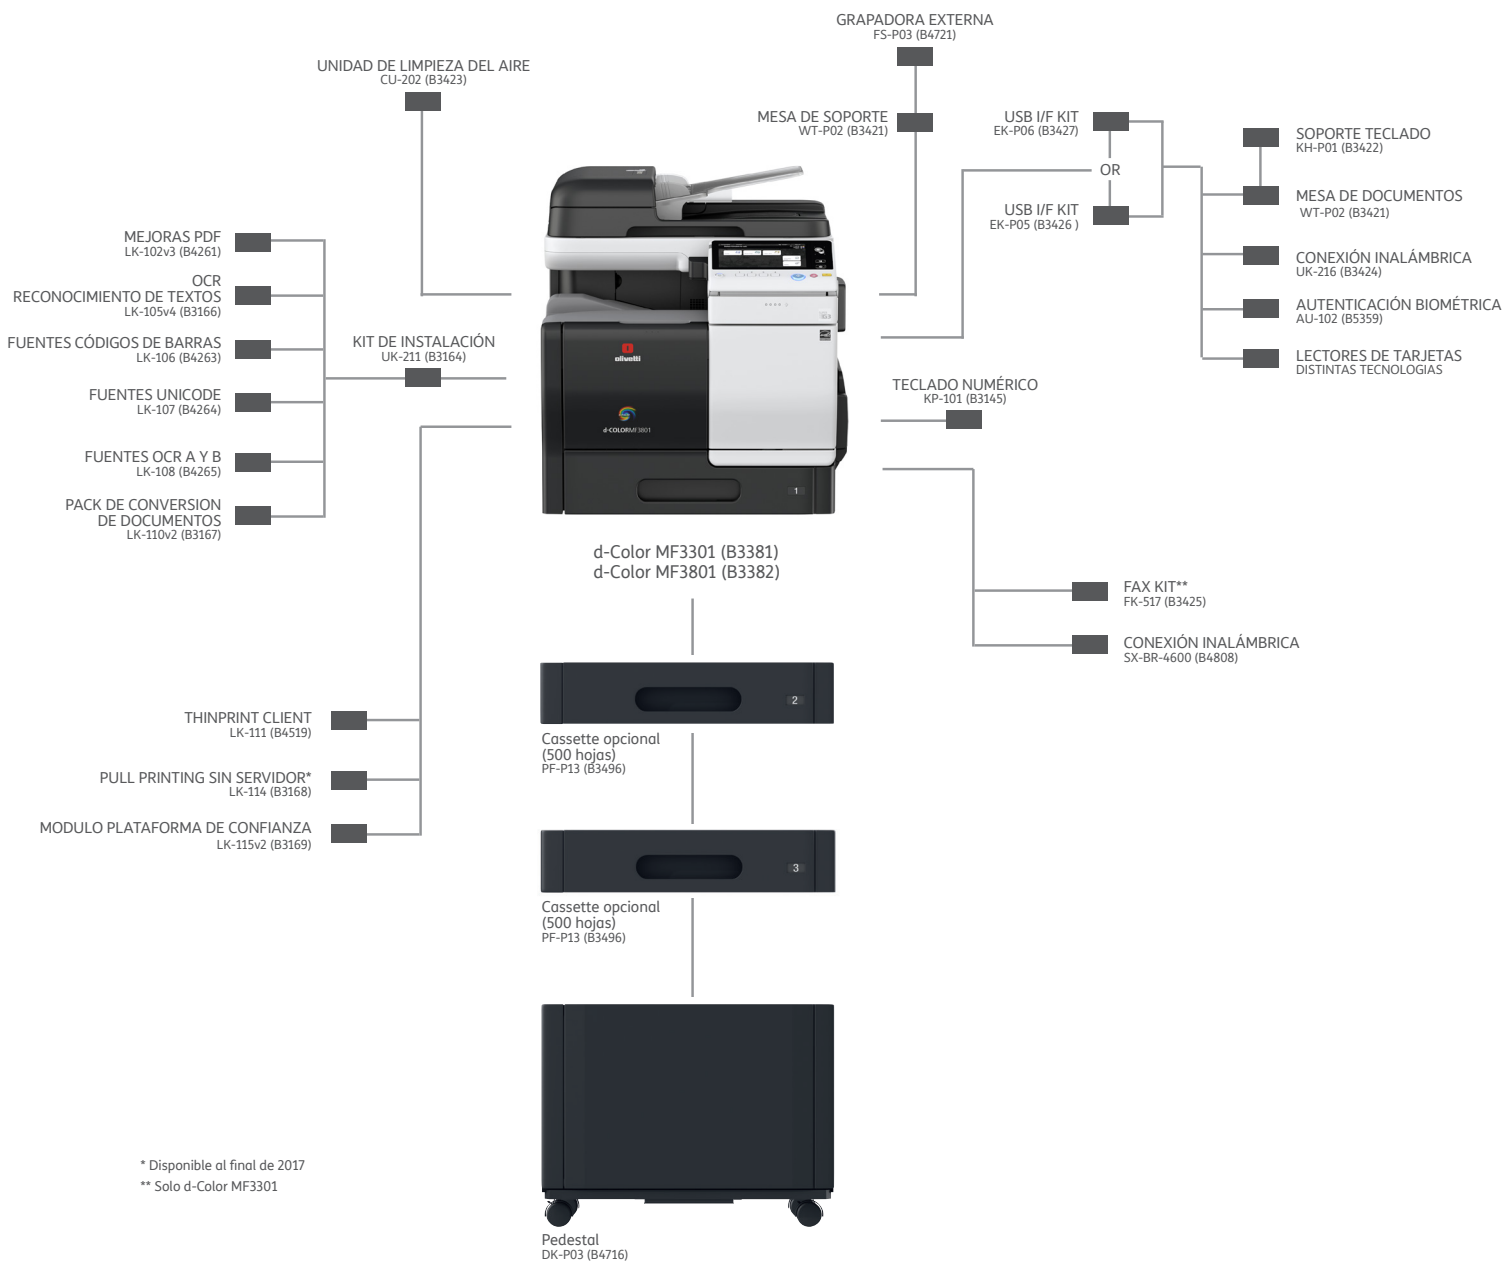 GRAPADORA EXTERNA
FS-P03 (B4721)
UNIDAD DE LIMPIEZA DEL AIRE
CU-202 (B3423)
MESA DE SOPORTE
WT-P02 (B3421)
USB I/F KIT
EK-P06 (B3427)
OR
USB I/F KIT
EK-P05 (B3426 )
SOPORTE TECLADO
KH-P01 (B3422)
MESA DE DOCUMENTOS
WT-P02 (B3421)
CONEXIÓN INALÁMBRICA
UK-216 (B3424)
AUTENTICACIÓN BIOMÉTRICA
AU-102 (B5359)
LECTORES DE TARJETAS
DISTINTAS TECNOLOGIAS
MEJORAS PDF
LK-102v3 (B4261)
OCR
RECONOCIMIENTO DE TEXTOS
LK-105v4 (B3166)
FUENTES CÓDIGOS DE BARRAS
LK-106 (B4263)
FUENTES UNICODE
LK-107 (B4264)
FUENTES OCR A Y B
LK-108 (B4265)
PACK DE CONVERSION
DE DOCUMENTOS
LK-110v2 (B3167)
KIT DE INSTALACIÓN
UK-211 (B3164)
olivetti
d-COLORMF3801
1
TECLADO NUMÉRICO
KP-101 (B3145)
d-Color MF3301 (B3381)
d-Color MF3801 (B3382)
FAX KIT**
FK-517 (B3425)
CONEXIÓN INALÁMBRICA
SX-BR-4600 (B4808)
THINPRINT CLIENT
LK-111 (B4519)
PULL PRINTING SIN SERVIDOR*
LK-114 (B3168)
MODULO PLATAFORMA DE CONFIANZA
LK-115v2 (B3169)
2
Cassette opcional
(500 hojas)
PF-P13 (B3496)
3
Cassette opcional
(500 hojas)
PF-P13 (B3496)
Pedestal
DK-P03 (B4716)
* Disponible al final de 2017
** Solo d-Color MF3301